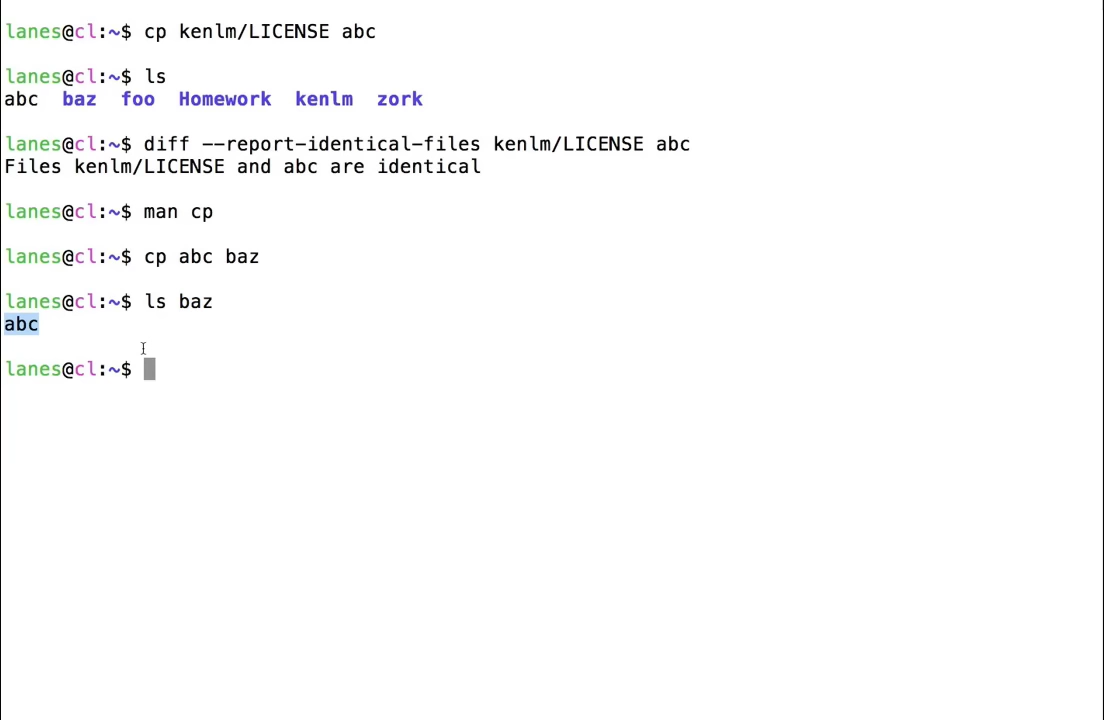 lanes@cl:~$ cp kenlm/LICENSE abc
lanes@cl:~$ ls
abc  baz  foo  Homework  kenlm  zork
lanes@cl:~$ diff --report-identical-files kenlm/LICENSE abc
Files kenlm/LICENSE and abc are identical
lanes@cl:~$ man cp
lanes@cl:~$ cp abc baz
lanes@cl:~$ ls baz
abc
lanes@cl:~$